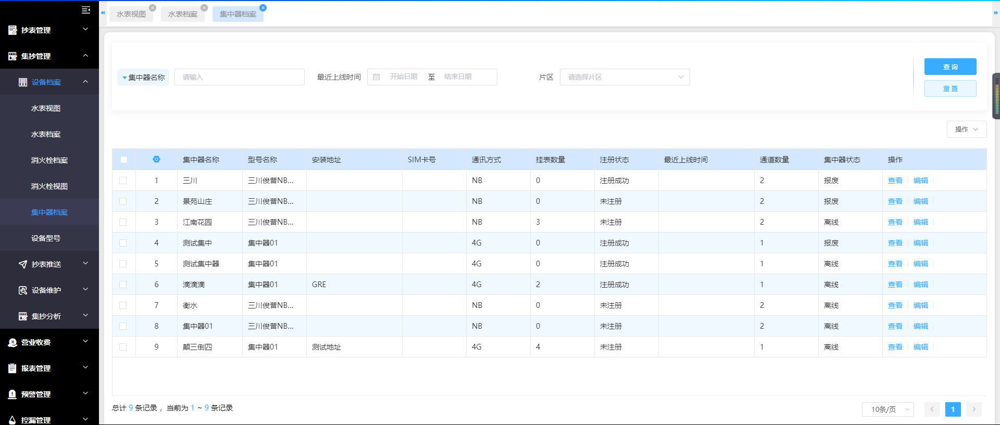 水表视图
水表档案
集中器档案
抄表管理
集抄管理
设备档案
水表视图
水表档案
消火栓档案
消火栓视图
集中器档案
设备型号
抄表推送
设备维护
集抄分析
营业收费
报表管理
预警管理
控漏管理
集中器名称 请输入 最近上线时间 开始日期 至 结束日期 片区 请选择片区
查询
重置
操作
集中器名称 型号名称 安装地址 SIM卡号 通讯方式 挂表数量 注册状态 最近上线时间 通道数量 集中器状态 操作
1 三川 三川俊普NB... NB 0 注册成功 2 报废 查看 编辑
2 景苑山庄 三川俊普NB... NB 0 未注册 2 报废 查看 编辑
3 江南花园 三川俊普NB... NB 3 未注册 2 离线 查看 编辑
4 测试集中 集中器01 4G 0 注册成功 1 报废 查看 编辑
5 测试集中器 集中器01 4G 0 注册成功 1 离线 查看 编辑
6 滴滴滴 集中器01 GRE 4G 2 注册成功 1 离线 查看 编辑
7 衡水 三川俊普NB... NB 0 未注册 2 离线 查看 编辑
8 集中器01 三川俊普NB... NB 0 未注册 2 离线 查看 编辑
9 颠三倒四 集中器01 测试地址 4G 4 未注册 1 离线 查看 编辑
总计 9 条记录，当前为 1 ~ 9 条记录
10条/页
1